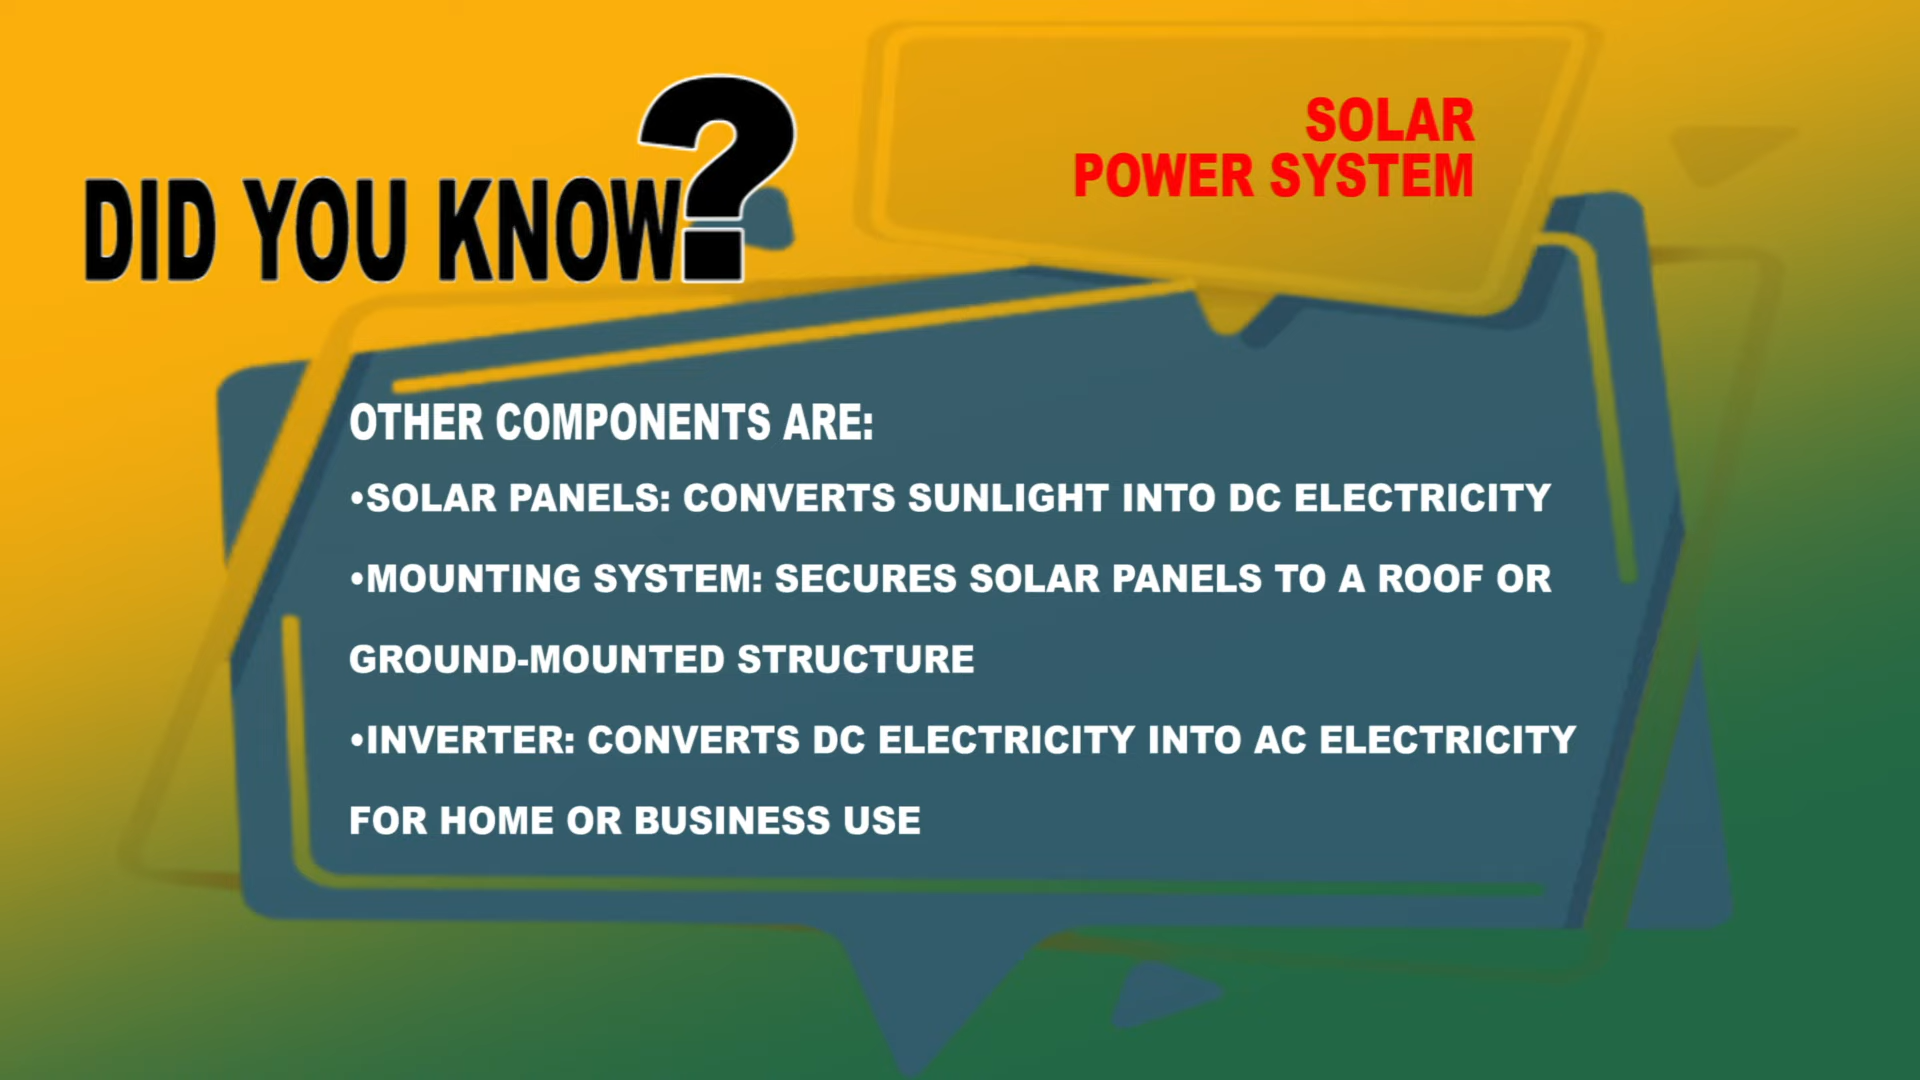 DID YOU KNOW?
SOLAR
POWER SYSTEM
OTHER COMPONENTS ARE:
•SOLAR PANELS: CONVERTS SUNLIGHT INTO DC ELECTRICITY
•MOUNTING SYSTEM: SECURES SOLAR PANELS TO A ROOF OR
GROUND-MOUNTED STRUCTURE
•INVERTER: CONVERTS DC ELECTRICITY INTO AC ELECTRICITY
FOR HOME OR BUSINESS USE